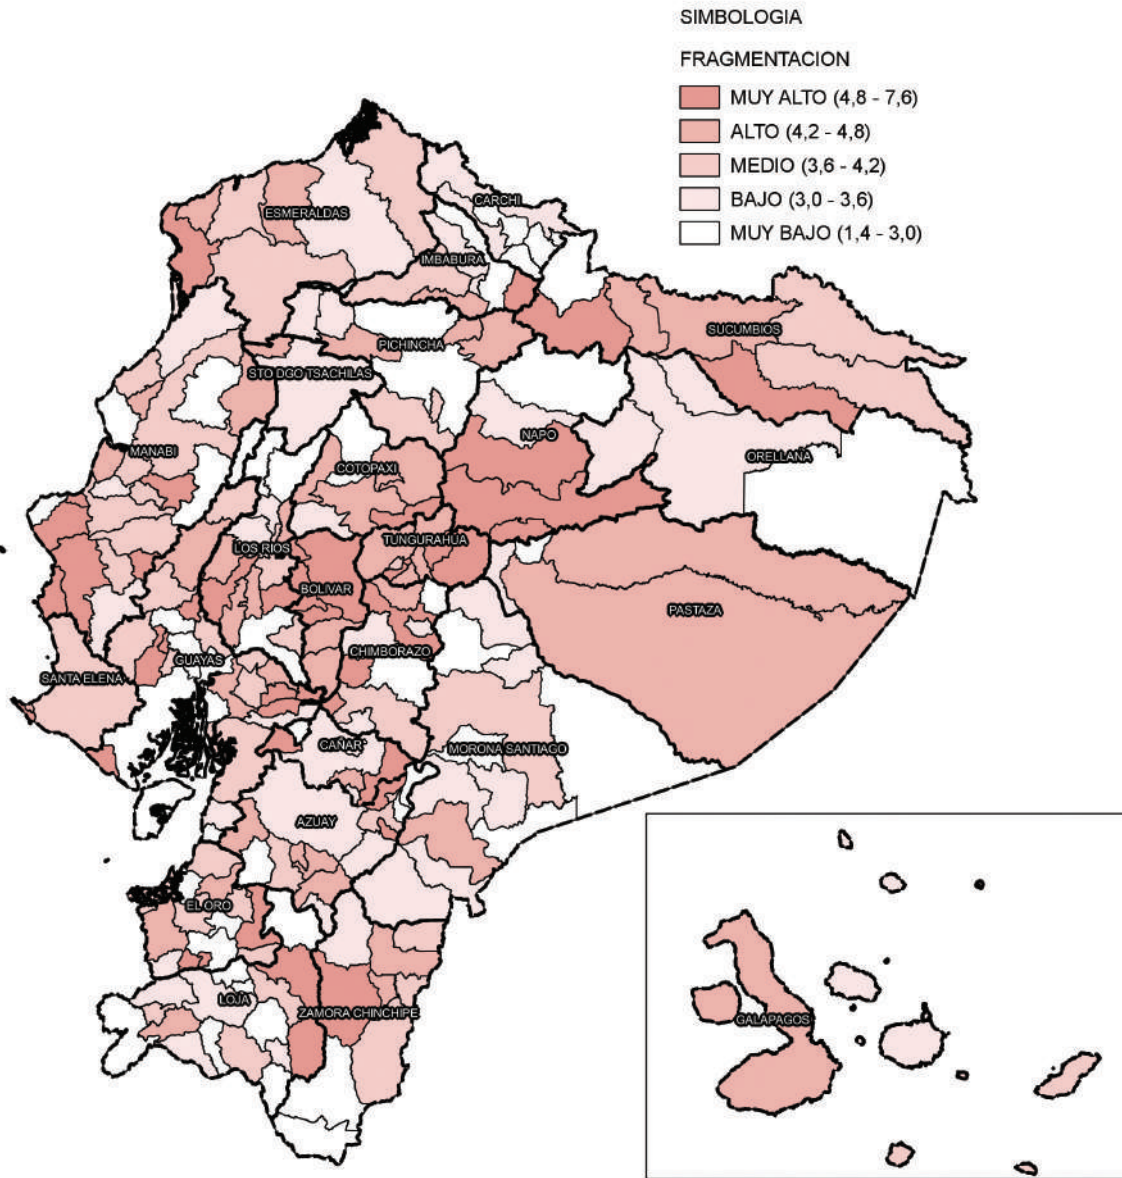 SIMBOLOGIA
FRAGMENTACION
MUY ALTO (4,8 - 7,6)
ALTO (4,2 - 4,8)
MEDIO (3,6 - 4,2)
BAJO (3,0 - 3,6)
MUY BAJO (1,4 - 3,0)
CARCHI
ESMERALDAS
IMBABURA
SUCUMBIOS
PICHINCHA
STO DGO TSACHILAS
NAPO
MANABI
ORELLANA
COTOPAXI
TUNGURAHUA
LOS RIOS
BOLIVAR
PASTAZA
CHIMBORAZO
GUAYAS
SANTA ELENA
CAÑAR
MORONA SANTIAGO
AZUAY
EL ORO
LOJA
ZAMORA CHINCHIPE
GALAPAGOS